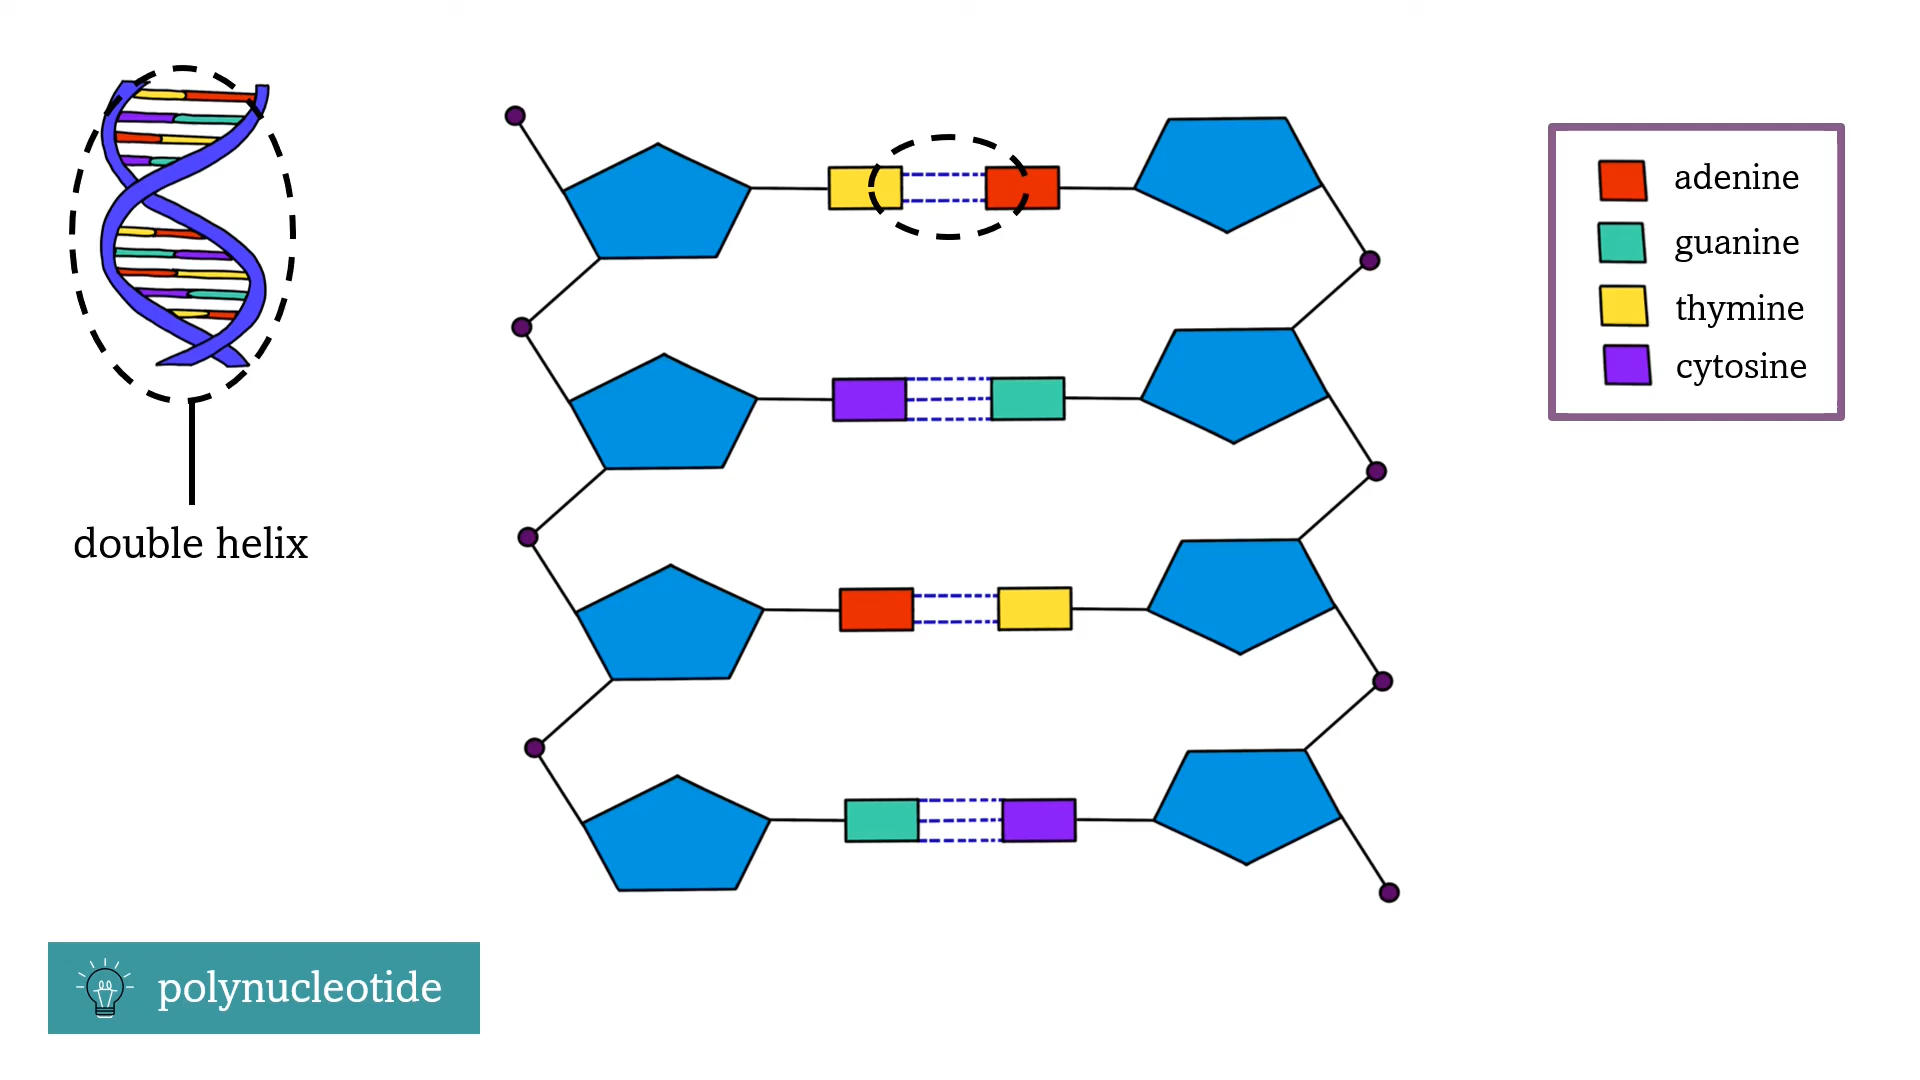 double helix
adenine
guanine
thymine
cytosine
polynucleotide